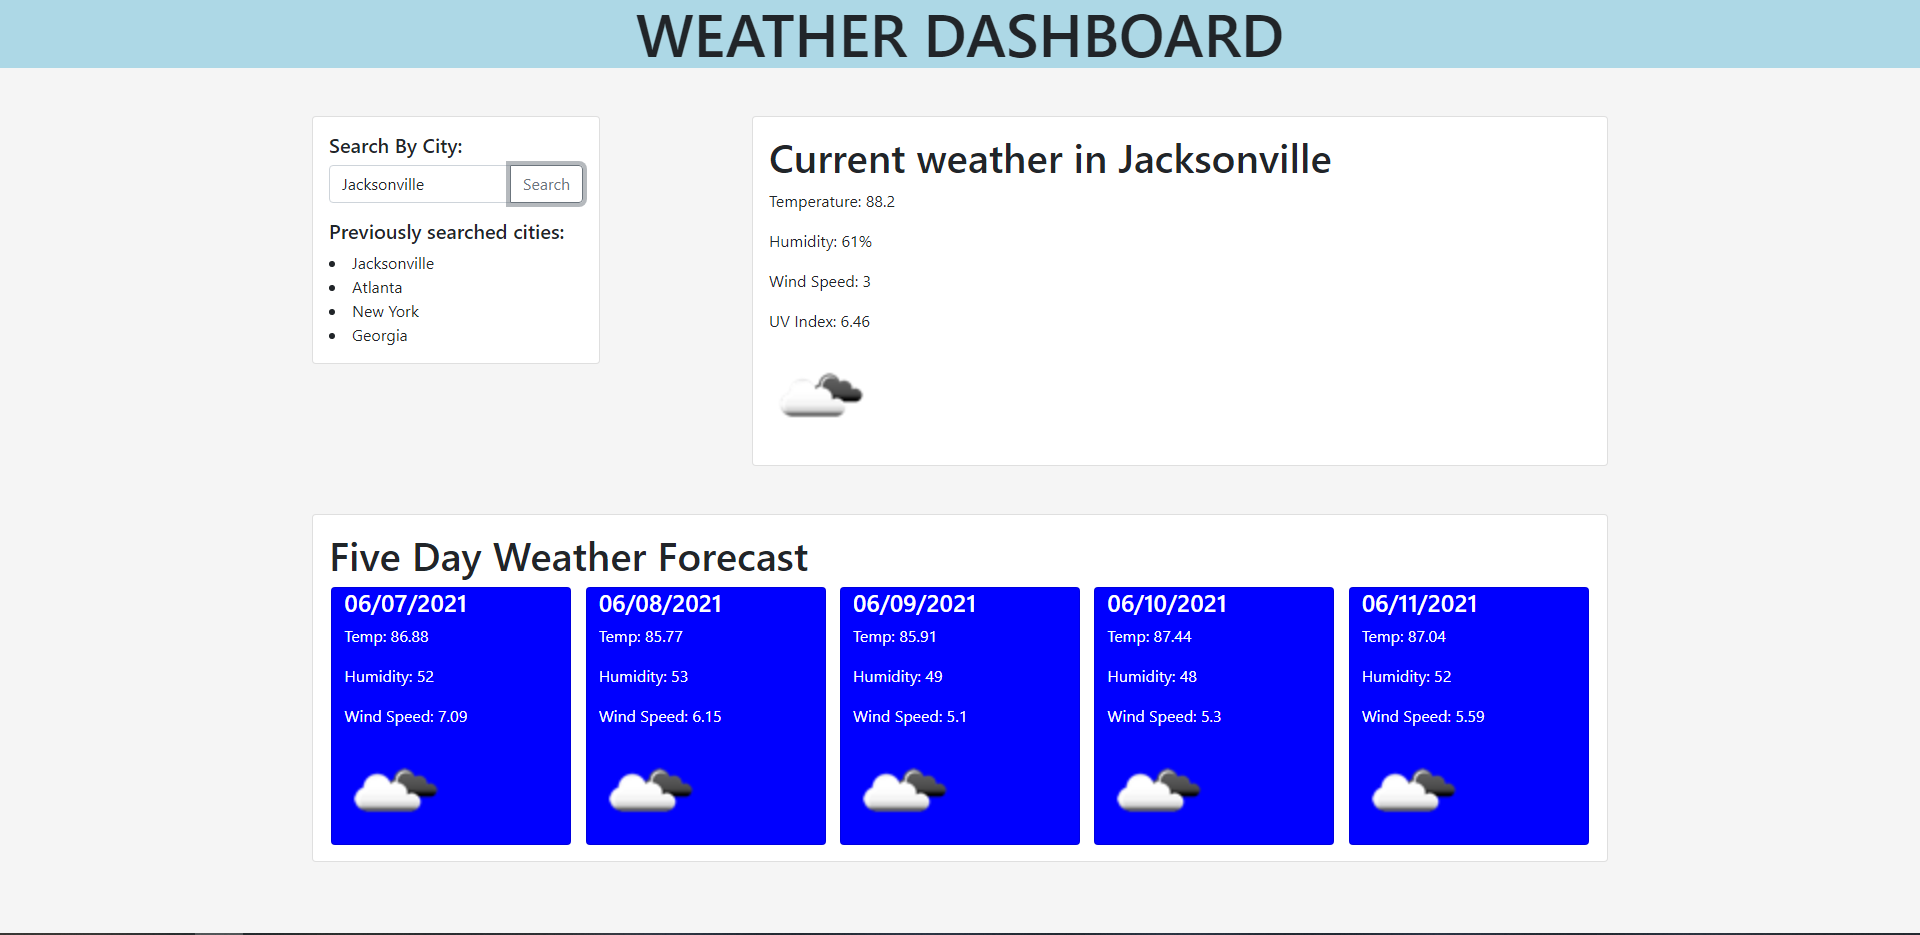 WEATHER DASHBOARD
Search By City:
Jacksonville Search
Previously searched cities:
Jacksonville
Atlanta
New York
Georgia
Current weather in Jacksonville
Temperature: 88.2
Humidity: 61%
Wind Speed: 3
UV Index: 6.46
Five Day Weather Forecast
06/07/2021
Temp: 86.88
Humidity: 52
Wind Speed: 7.09
06/08/2021
Temp: 85.77
Humidity: 53
Wind Speed: 6.15
06/09/2021
Temp: 85.91
Humidity: 49
Wind Speed: 5.1
06/10/2021
Temp: 87.44
Humidity: 48
Wind Speed: 5.3
06/11/2021
Temp: 87.04
Humidity: 52
Wind Speed: 5.59